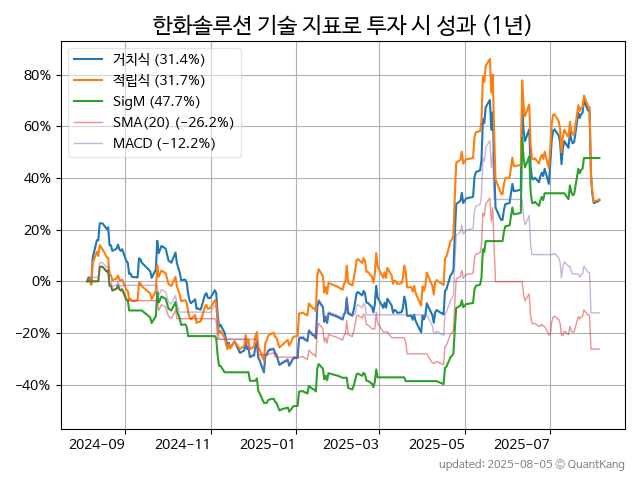 한화솔루션 기술 지표로 투자 시 성과 (1년)
거치식 (31.4%)
적립식 (31.7%)
SigM (47.7%)
SMA(20) (−26.2%)
MACD (−12.2%)
80%
60%
40%
20%
0%
−20%
−40%
2024-09 2024-11 2025-01 2025-03 2025-05 2025-07
updated: 2025-08-05 ⓒ QuantKang